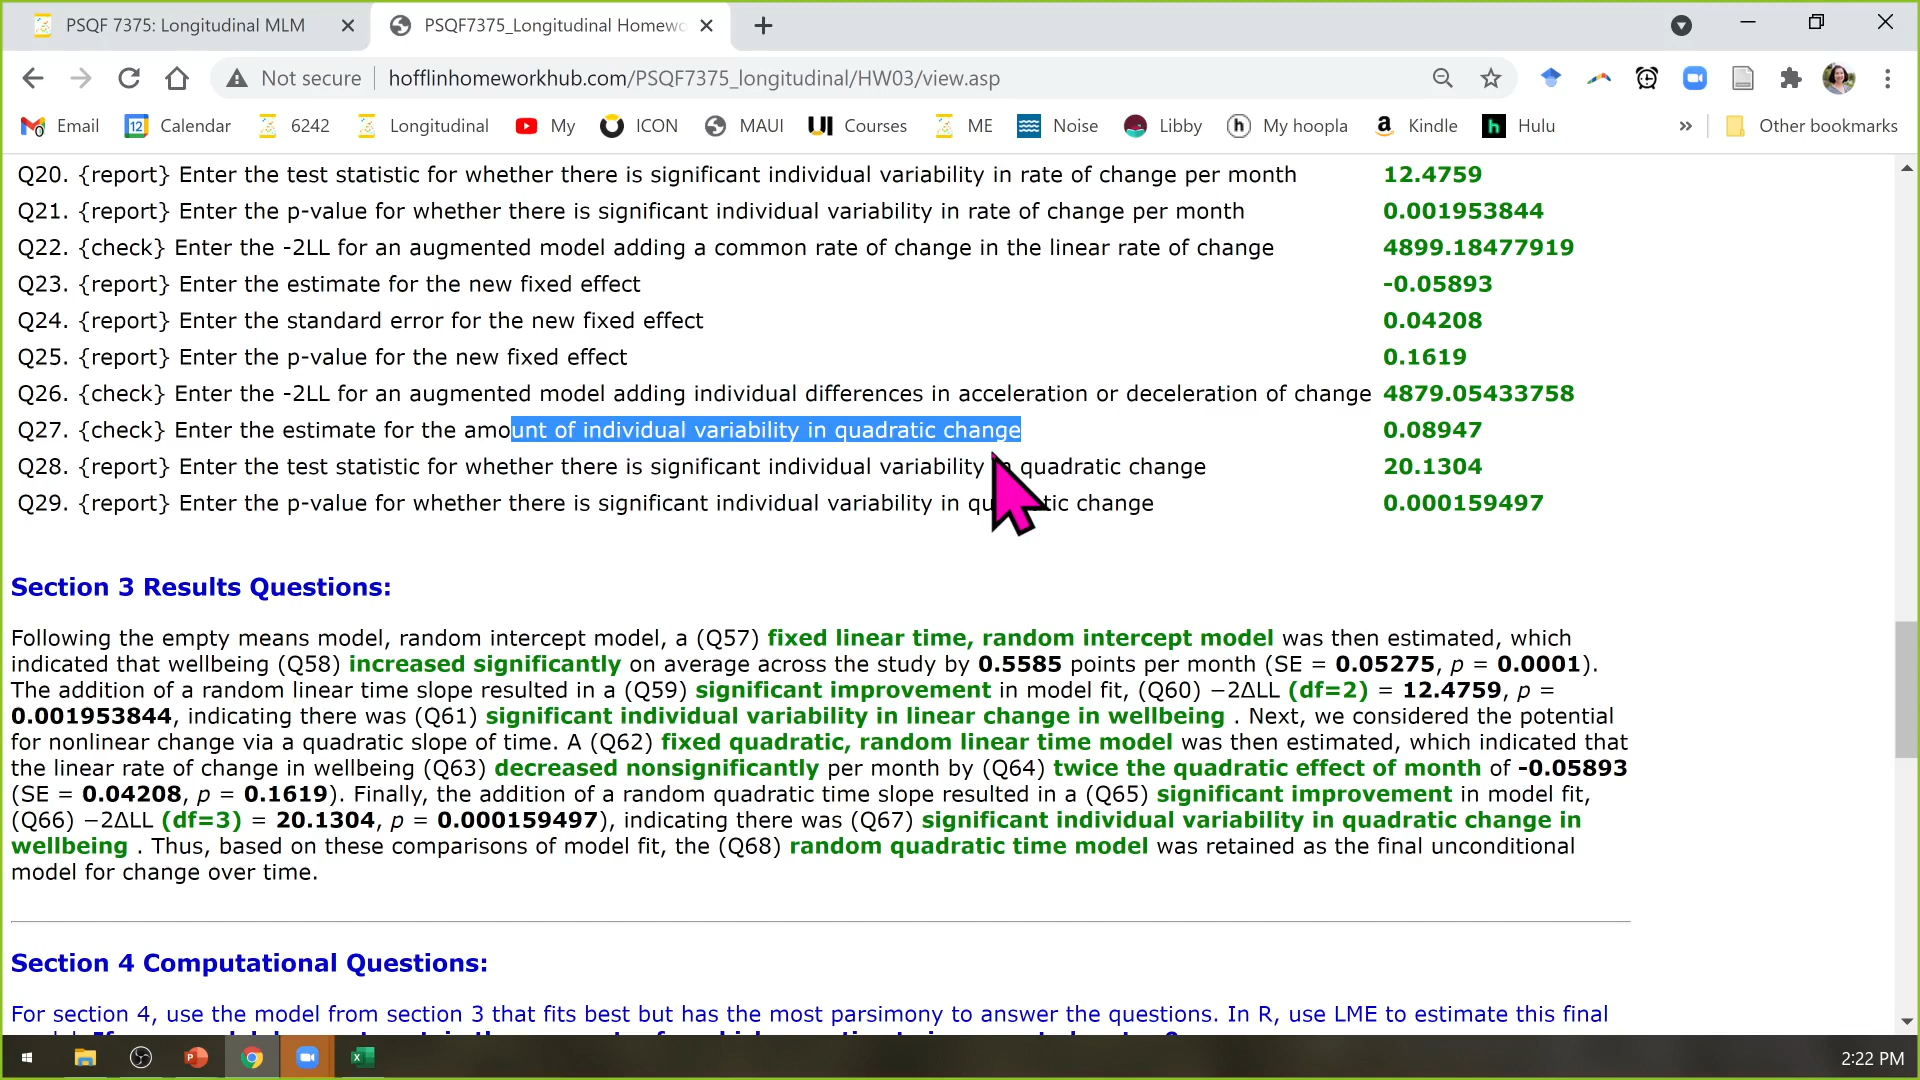 PSQF 7375: Longitudinal MLM
PSQF7375_Longitudinal Homew
Not secure
hofflinhomeworkhub.com/PSQF7375_longitudinal/HW03/view.asp
Email
12
Calendar
6242
Longitudinal
My
ICON
MAUI
Courses
ME
Noise
Libby
My hoopla
Kindle
Hulu
»
Other bookmarks
Q20. {report} Enter the test statistic for whether there is significant individual variability in rate of change per month 12.4759
Q21. {report} Enter the p-value for whether there is significant individual variability in rate of change per month 0.001953844
Q22. {check} Enter the -2LL for an augmented model adding a common rate of change in the linear rate of change 4899.18477919
Q23. {report} Enter the estimate for the new fixed effect -0.05893
Q24. {report} Enter the standard error for the new fixed effect 0.04208
Q25. {report} Enter the p-value for the new fixed effect 0.1619
Q26. {check} Enter the -2LL for an augmented model adding individual differences in acceleration or deceleration of change 4879.05433758
Q27. {check} Enter the estimate for the amount of individual variability in quadratic change 0.08947
Q28. {report} Enter the test statistic for whether there is significant individual variability in quadratic change 20.1304
Q29. {report} Enter the p-value for whether there is significant individual variability in quadratic change 0.000159497
Section 3 Results Questions:
Following the empty means model, random intercept model, a (Q57) fixed linear time, random intercept model was then estimated, which
indicated that wellbeing (Q58) increased significantly on average across the study by 0.5585 points per month (SE = 0.05275, p = 0.0001).
The addition of a random linear time slope resulted in a (Q59) significant improvement in model fit, (Q60) −2ΔLL (df=2) = 12.4759, p =
0.001953844, indicating there was (Q61) significant individual variability in linear change in wellbeing . Next, we considered the potential
for nonlinear change via a quadratic slope of time. A (Q62) fixed quadratic, random linear time model was then estimated, which indicated that
the linear rate of change in wellbeing (Q63) decreased nonsignificantly per month by (Q64) twice the quadratic effect of month of -0.05893
(SE = 0.04208, p = 0.1619). Finally, the addition of a random quadratic time slope resulted in a (Q65) significant improvement in model fit,
(Q66) −2ΔLL (df=3) = 20.1304, p = 0.000159497), indicating there was (Q67) significant individual variability in quadratic change in
wellbeing . Thus, based on these comparisons of model fit, the (Q68) random quadratic time model was retained as the final unconditional
model for change over time.
Section 4 Computational Questions:
For section 4, use the model from section 3 that fits best but has the most parsimony to answer the questions. In R, use LME to estimate this final
2:22 PM